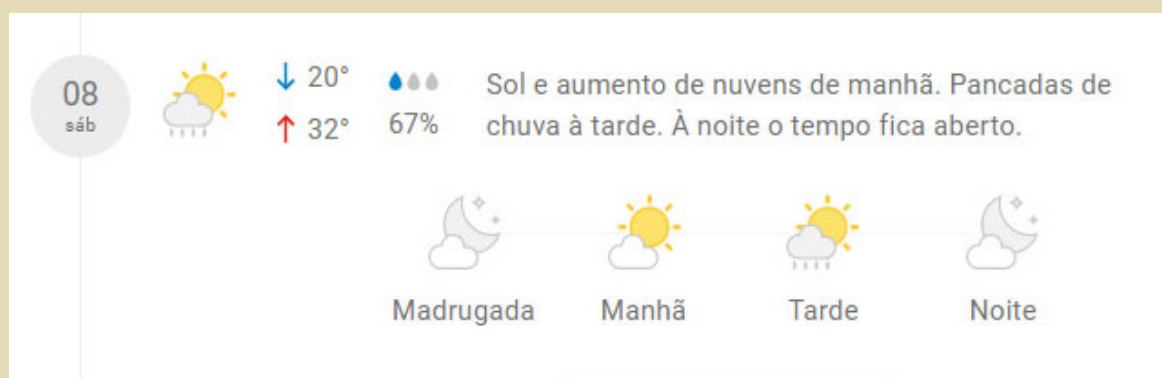 08
sáb
↓ 20°
↑ 32°
67%
Sol e aumento de nuvens de manhã. Pancadas de
chuva à tarde. À noite o tempo fica aberto.
Madrugada Manhã Tarde Noite